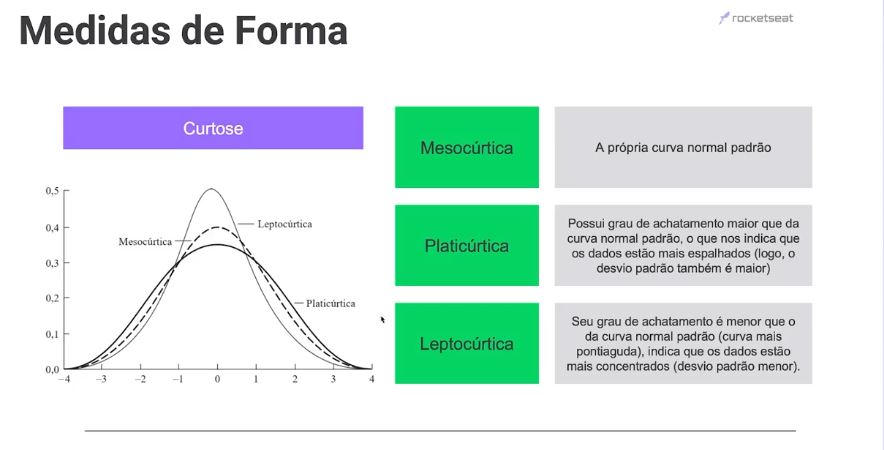 Medidas de Forma
rocketseat
Curtose
0,5
0,4
0,3
0,2
0,1
0,0
–4
–3
–2
–1
0
1
2
3
4
Leptocúrtica
Mesocúrtica
Platicúrtica
Mesocúrtica
A própria curva normal padrão
Platicúrtica
Possui grau de achatamento maior que da
curva normal padrão, o que nos indica que
os dados estão mais espalhados (logo, o
desvio padrão também é maior)
Leptocúrtica
Seu grau de achatamento é menor que o
da curva normal padrão (curva mais
pontiaguda), indica que os dados estão
mais concentrados (desvio padrão menor).